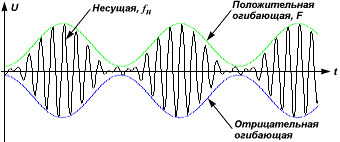 U
Несущая, fн
Положительная
огибающая, F
t
Отрицательная
огибающая